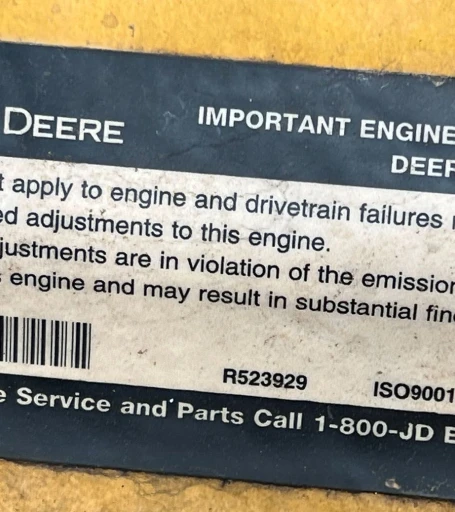 DEERE
IMPORTANT ENGINE
DEER
t apply to engine and drivetrain failures
ed adjustments to this engine.
justments are in violation of the emission
engine and may result in substantial fin
R523929 ISO9001
e Service and Parts Call 1-800-JD E